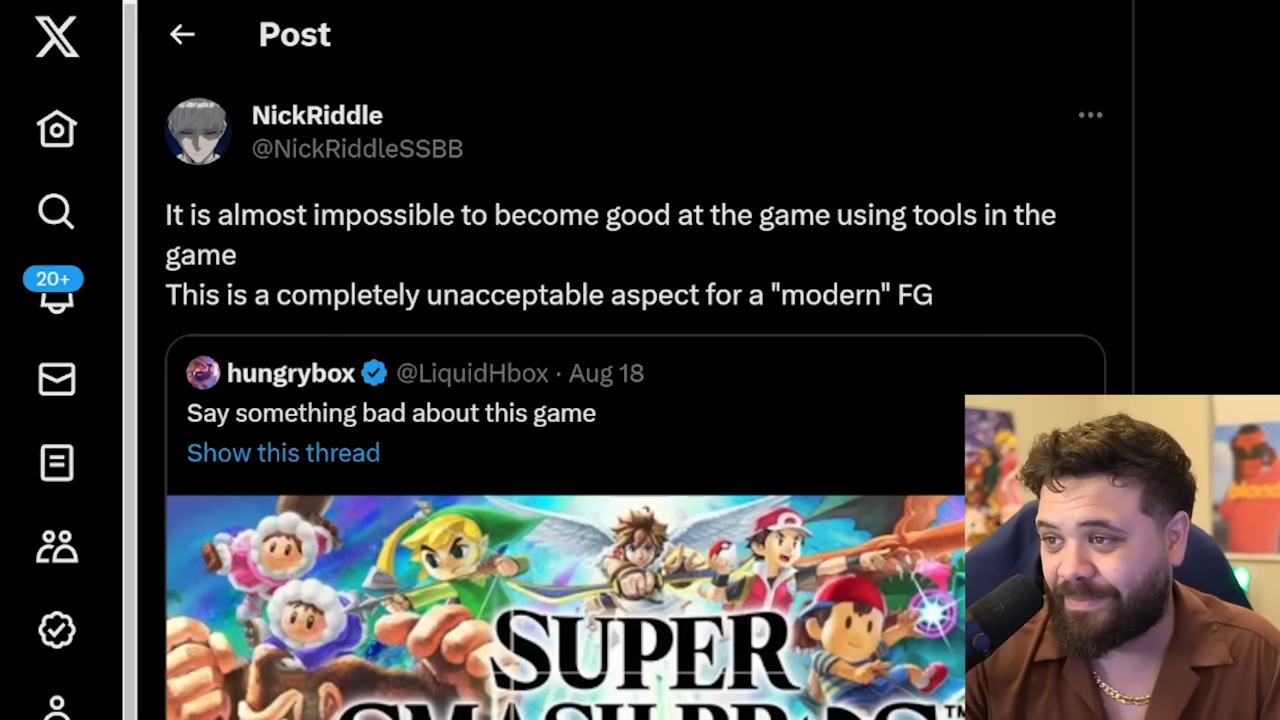 Post
NickRiddle
@NickRiddleSSBB
It is almost impossible to become good at the game using tools in the
game
20+
This is a completely unacceptable aspect for a "modern" FG
hungrybox @LiquidHbox · Aug 18
Say something bad about this game
Show this thread
SUPER
SMASH BROS™